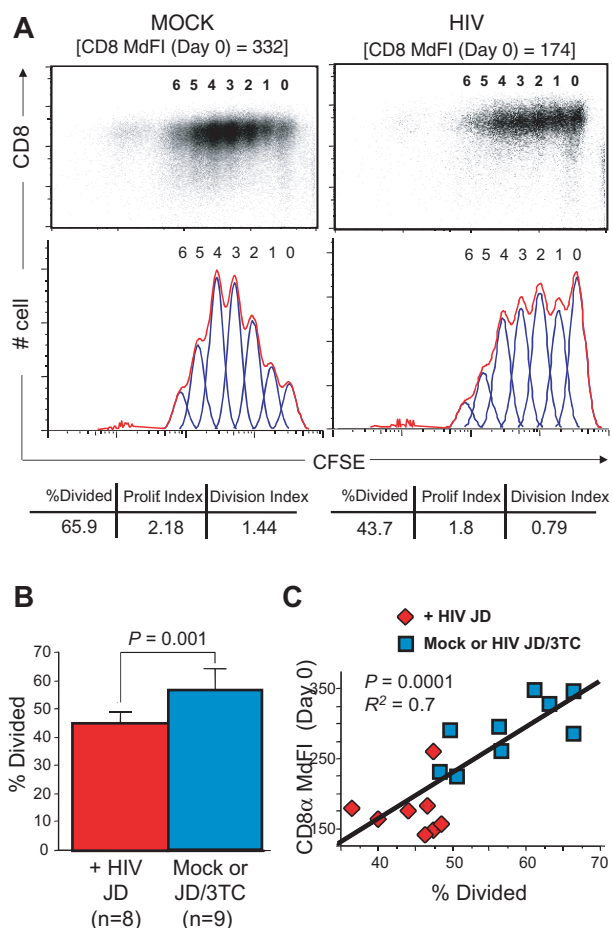 A
MOCK
[CD8 MdFI (Day 0) = 332]
HIV
[CD8 MdFI (Day 0) = 174]
CD8
6 5 4 3 2 1 0
6 5 4 3 2 1 0
# cell
6 5 4 3 2 1 0
6 5 4 3 2 1 0
CFSE
%Divided Prolif Index Division Index
65.9 2.18 1.44
%Divided Prolif Index Division Index
43.7 1.8 0.79
B
P = 0.001
% Divided
70
60
50
40
30
20
10
0
+ HIV JD (n=8)
Mock or JD/3TC (n=9)
C
+ HIV JD
Mock or HIV JD/3TC
P = 0.0001
R² = 0.7
CD8α MdFI (Day 0)
350
250
150
40 50 60 70
% Divided